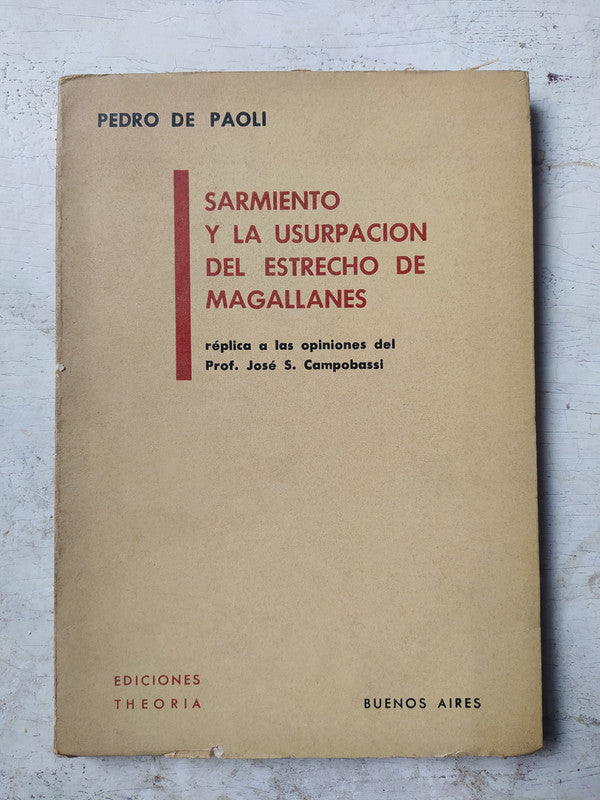 PEDRO DE PAOLI
SARMIENTO
Y LA USURPACION
DEL ESTRECHO DE
MAGALLANES
réplica a las opiniones del
Prof. José S. Campobassi
EDICIONES
THEORIA
BUENOS AIRES